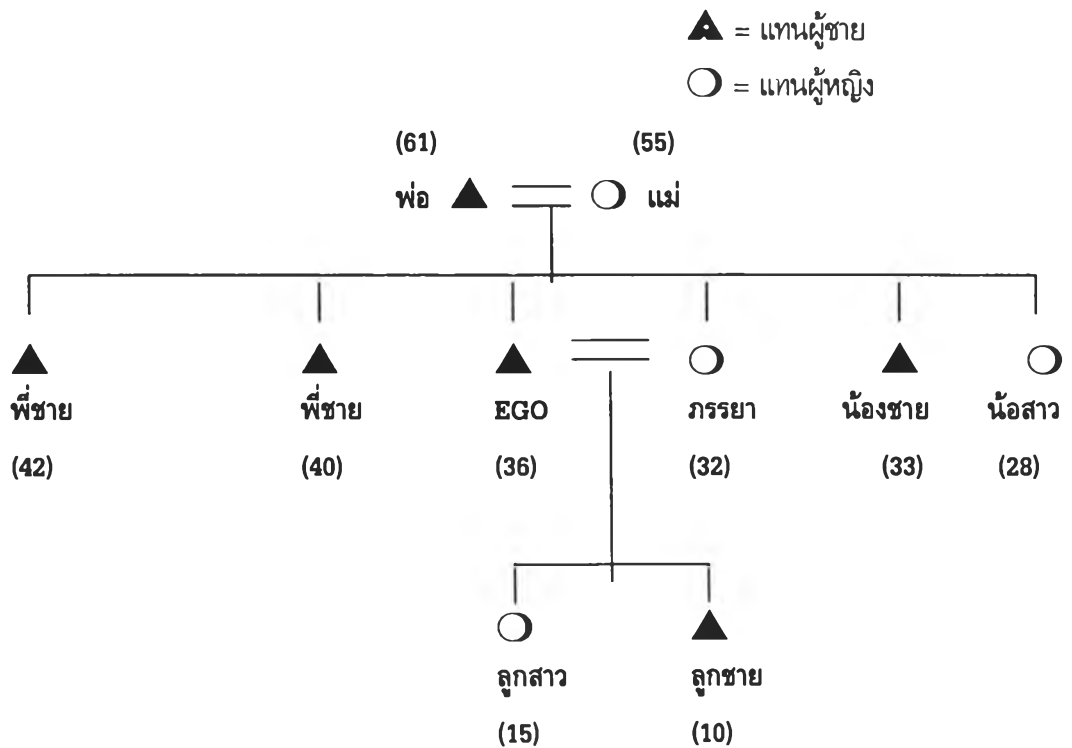 = แทนผู้ชาย
= แทนผู้หญิง
(61) (55)
พ่อ แม่
พี่ชาย พี่ชาย EGO ภรรยา น้องชาย น้อสาว
(42) (40) (36) (32) (33) (28)
ลูกสาว ลูกชาย
(15) (10)